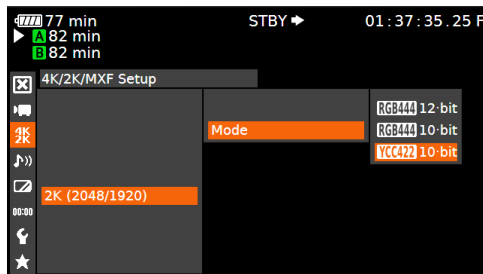 77 min STBY 01:37:35.25 F
A 82 min
B 82 min
4K/2K/MXF Setup
RGB444 12-bit
4K Mode RGB444 10-bit
2K YCC422 10-bit
2K (2048/1920)
00:00